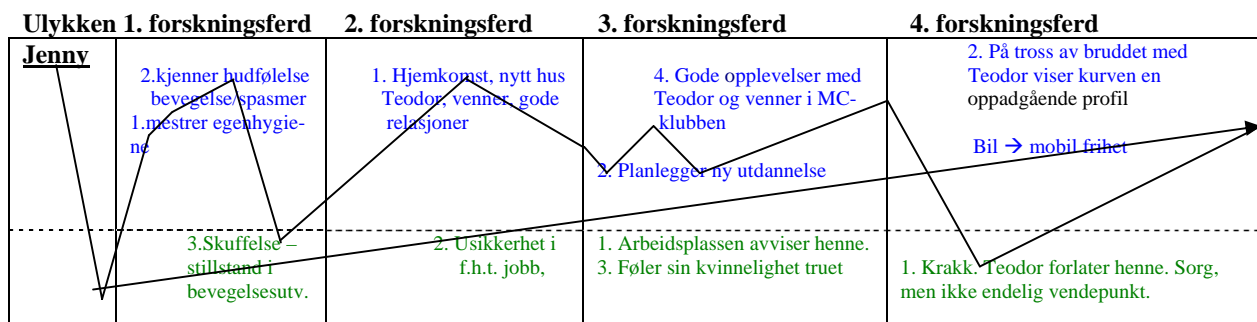 Ulykken 1. forskningsferd 2. forskningsferd 3. forskningsferd 4. forskningsferd
Jenny
2.kjenner hudfølelse
bevegelse/spasmer
1.mestrer egenhygie-
ne
3.Skuffelse –
stillstand i
bevegelsesutv.
1. Hjemkomst, nytt hus
Teodor, venner, gode
relasjoner
2. Usikkerhet i
f.h.t. jobb,
4. Gode opplevelser med
Teodor og venner i MC-
klubben
2. Planlegger ny utdannelse
1. Arbeidsplassen avviser henne.
3. Føler sin kvinnelighet truet
2. På tross av bruddet med
Teodor viser kurven en
oppadgående profil
Bil → mobil frihet
1. Krakk. Teodor forlater henne. Sorg,
men ikke endelig vendepunkt.